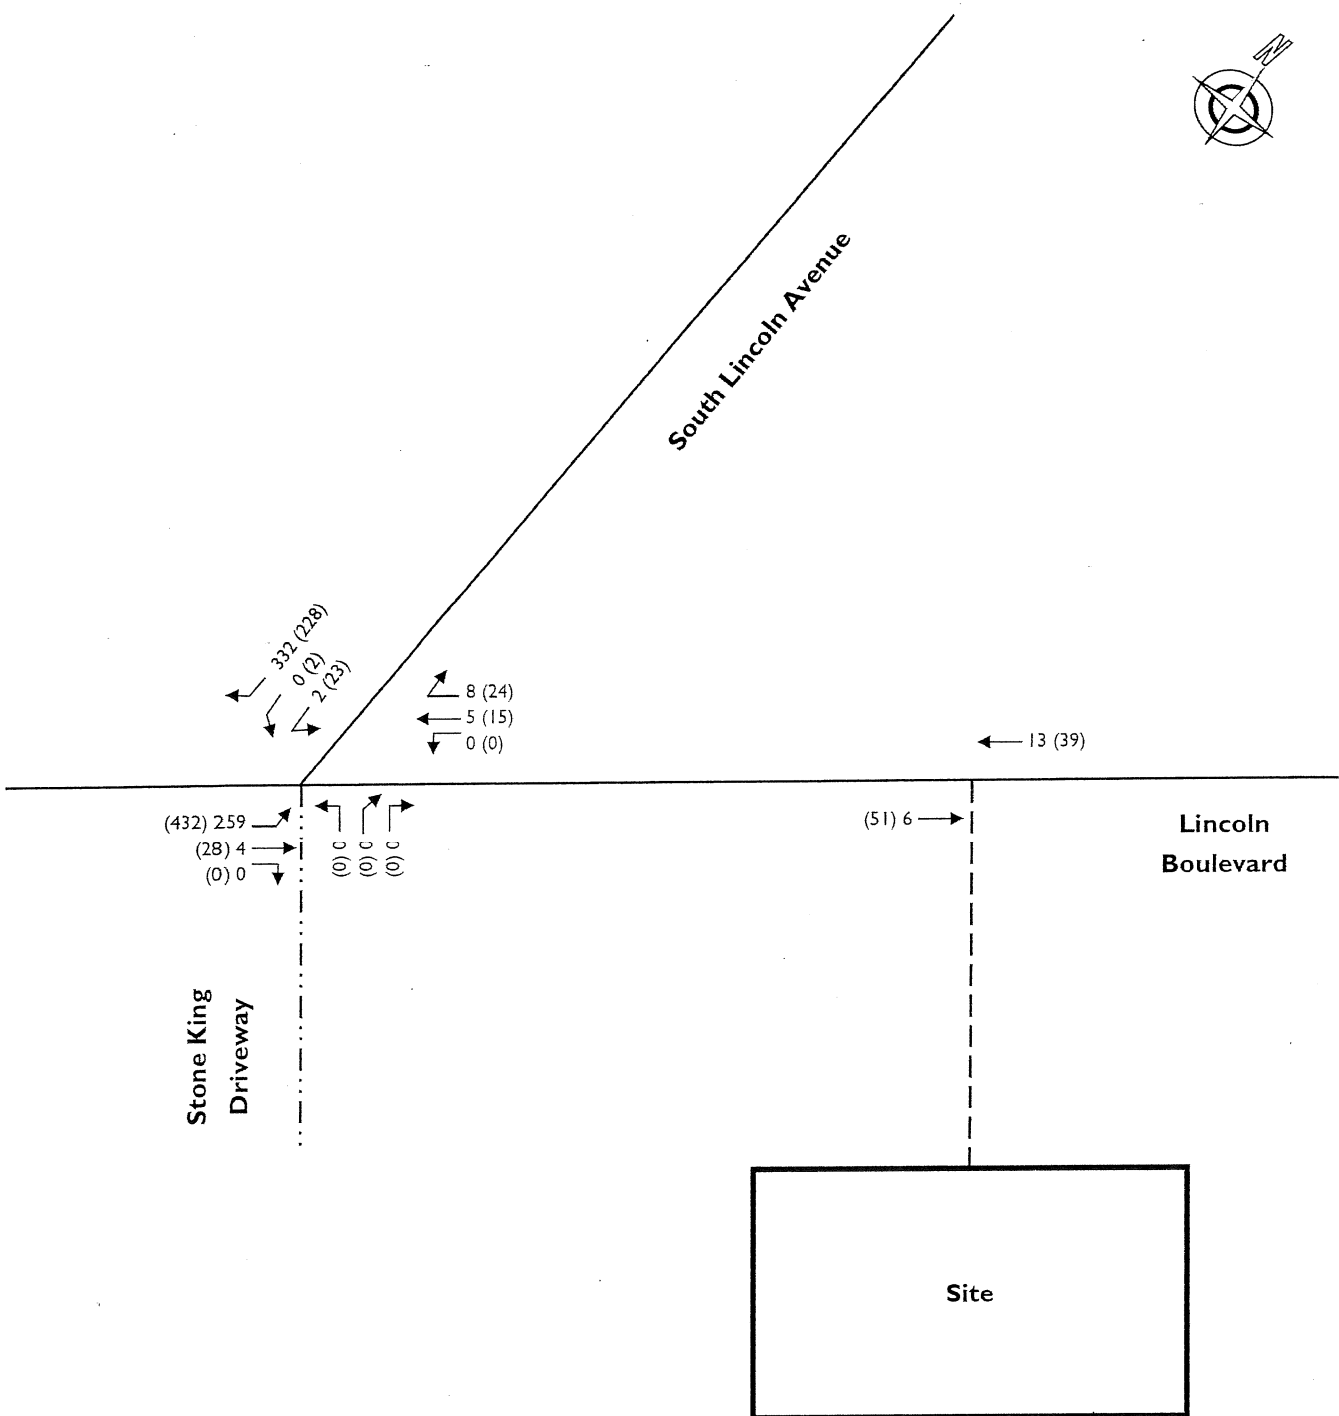 N
South Lincoln Avenue
332 (228)
0 (2)
2 (23)
8 (24)
5 (15)
0 (0)
13 (39)
(432) 259
(28) 4
(0) 0
(0) 0
(0) 0
(0) 0
(51) 6
Lincoln
Boulevard
Stone King
Driveway
Site